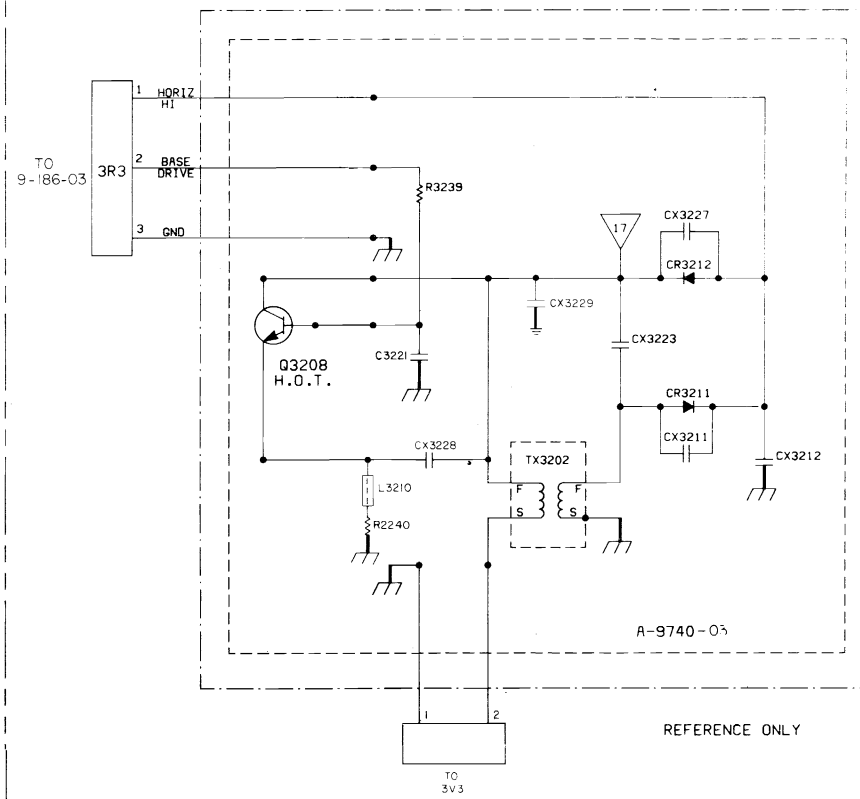 1 HORIZ
HI
TO
9-186-03
3R3
2 BASE
DRIVE
R3239
3 GND
17
CX3227
CR3212
CX3229
CX3223
Q3208
H.O.T.
C3221
CR3211
CX3211
CX3228
TX3202
CX3212
F
F
L3210
S
S
R2240
A-9740-03
1
2
REFERENCE ONLY
TO
3V3